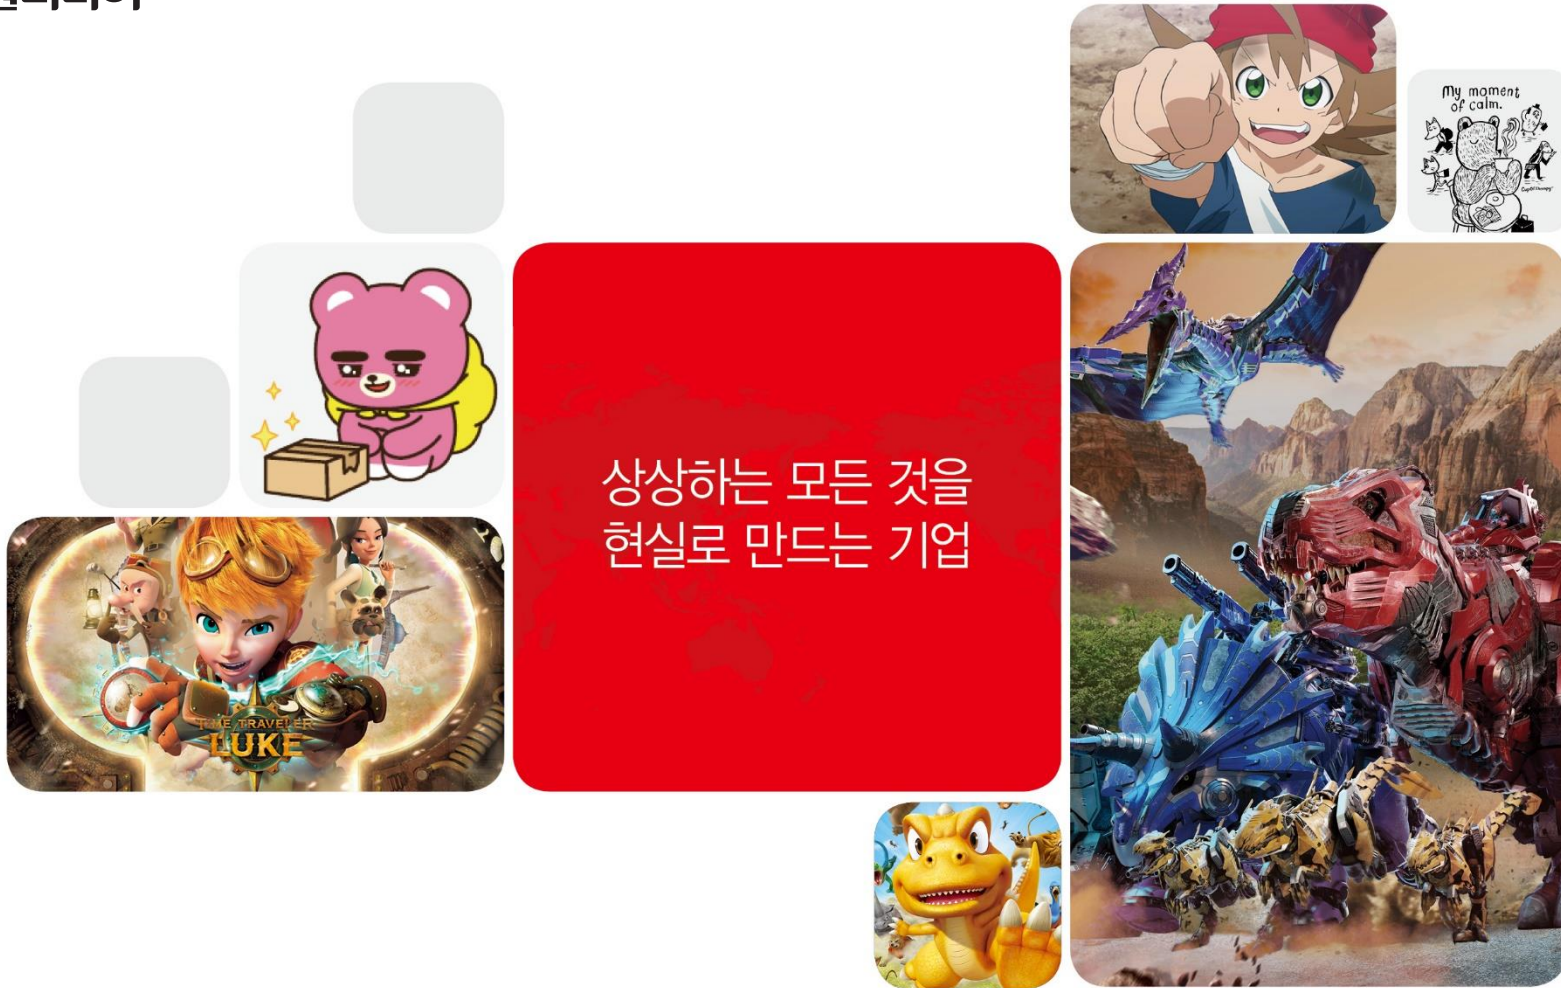 My moment
of calm.
상상하는 모든 것을
현실로 만드는 기업
TIME TRAVELER
LUKE